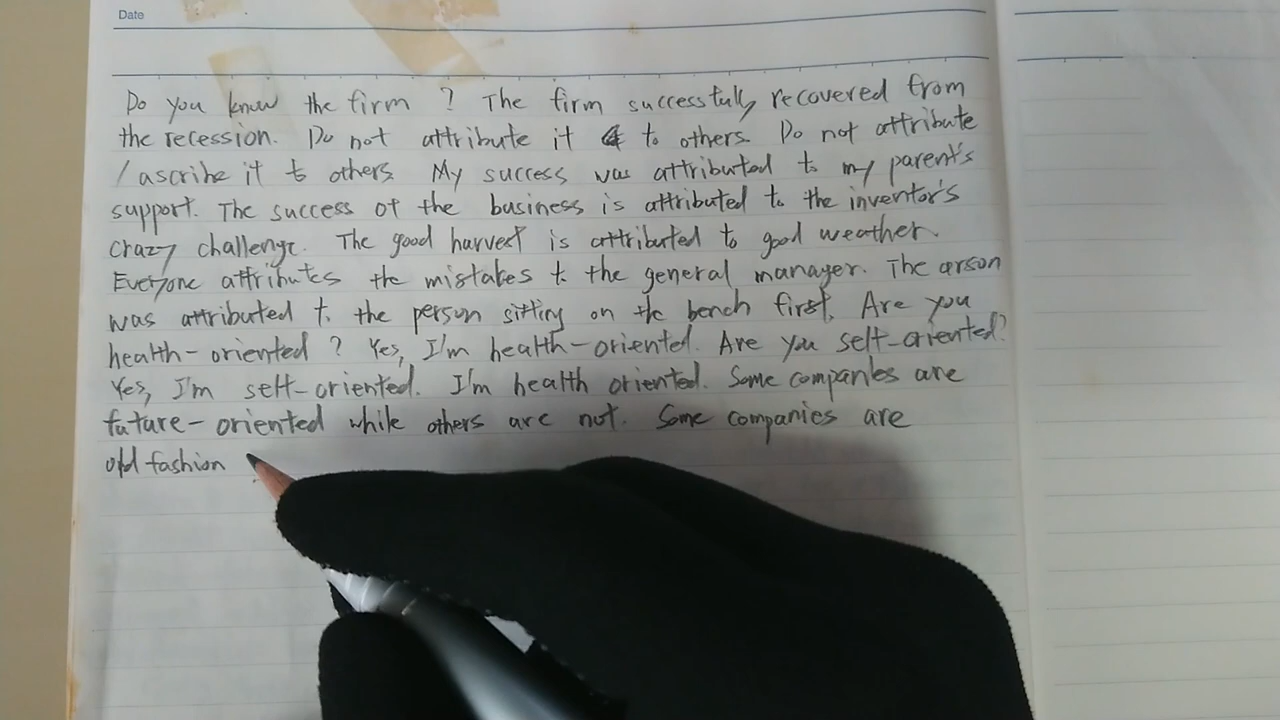 Date
Do you know the firm ? The firm successfully recovered from
the recession. Do not attribute it to others. Do not attribute
/ ascribe it to others. My success was attributed to my parent's
support. The success of the business is attributed to the inventor's
crazy challenge. The good harvest is attributed to good weather.
Everyone attributes the mistakes to the general manager. The arson
was attributed to the person sitting on the bench first. Are you
health-oriented ? Yes, I'm health-oriented. Are you self-oriented?
Yes, I'm self-oriented. I'm health oriented. Some companies are
future-oriented while others are not. Some companies are
old fashion